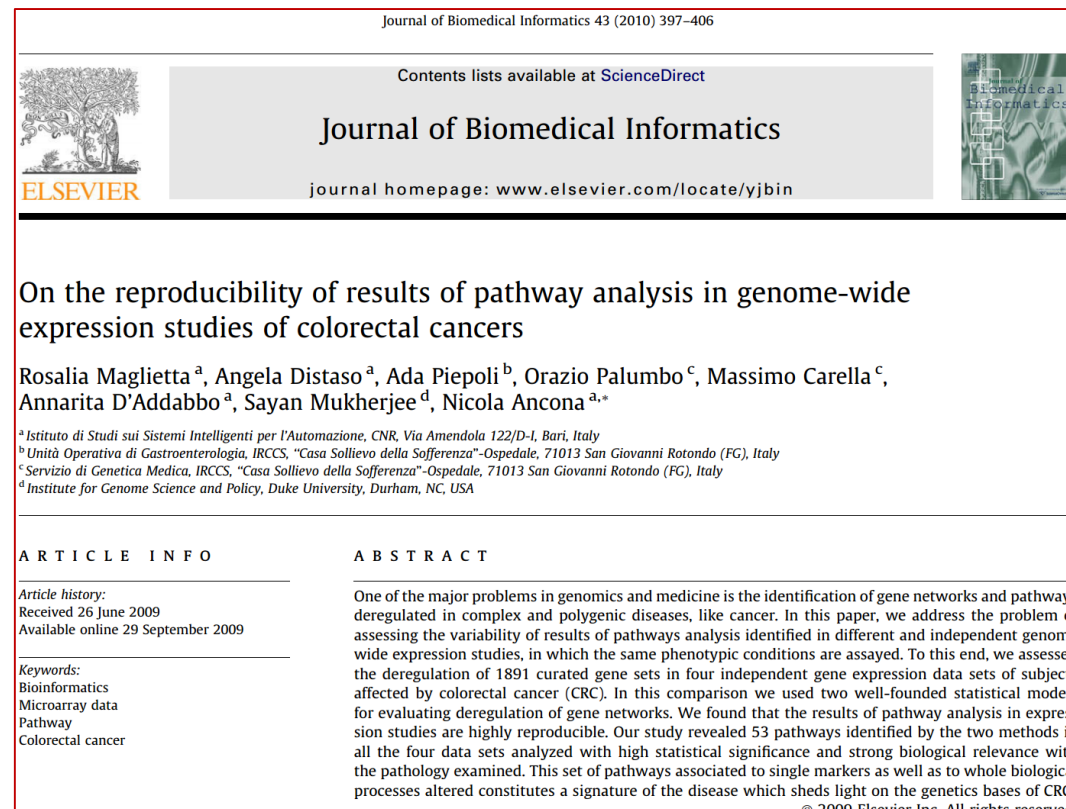 Journal of Biomedical Informatics 43 (2010) 397–406
Contents lists available at ScienceDirect
Journal of Biomedical Informatics
journal homepage: www.elsevier.com/locate/yjbin
ELSEVIER
Journal of
Biomedical
Informatics
On the reproducibility of results of pathway analysis in genome-wide
expression studies of colorectal cancers
Rosalia Maglietta a, Angela Distaso a, Ada Piepoli b, Orazio Palumbo c, Massimo Carella c,
Annarita D'Addabbo a, Sayan Mukherjee d, Nicola Ancona a,*
a Istituto di Studi sui Sistemi Intelligenti per l'Automazione, CNR, Via Amendola 122/D-I, Bari, Italy
b Unità Operativa di Gastroenterologia, IRCCS, "Casa Sollievo della Sofferenza"-Ospedale, 71013 San Giovanni Rotondo (FG), Italy
c Servizio di Genetica Medica, IRCCS, "Casa Sollievo della Sofferenza"-Ospedale, 71013 San Giovanni Rotondo (FG), Italy
d Institute for Genome Science and Policy, Duke University, Durham, NC, USA
ARTICLE INFO
Article history:
Received 26 June 2009
Available online 29 September 2009
Keywords:
Bioinformatics
Microarray data
Pathway
Colorectal cancer
ABSTRACT
One of the major problems in genomics and medicine is the identification of gene networks and pathway
deregulated in complex and polygenic diseases, like cancer. In this paper, we address the problem
assessing the variability of results of pathways analysis identified in different and independent genom
wide expression studies, in which the same phenotypic conditions are assayed. To this end, we assesse
the deregulation of 1891 curated gene sets in four independent gene expression data sets of subject
affected by colorectal cancer (CRC). In this comparison we used two well-founded statistical mode
for evaluating deregulation of gene networks. We found that the results of pathway analysis in expre
sion studies are highly reproducible. Our study revealed 53 pathways identified by the two methods
all the four data sets analyzed with high statistical significance and strong biological relevance wit
the pathology examined. This set of pathways associated to single markers as well as to whole biologica
processes altered constitutes a signature of the disease which sheds light on the genetics bases of CRC
© 2009 Elsevier Inc. All rights reserve